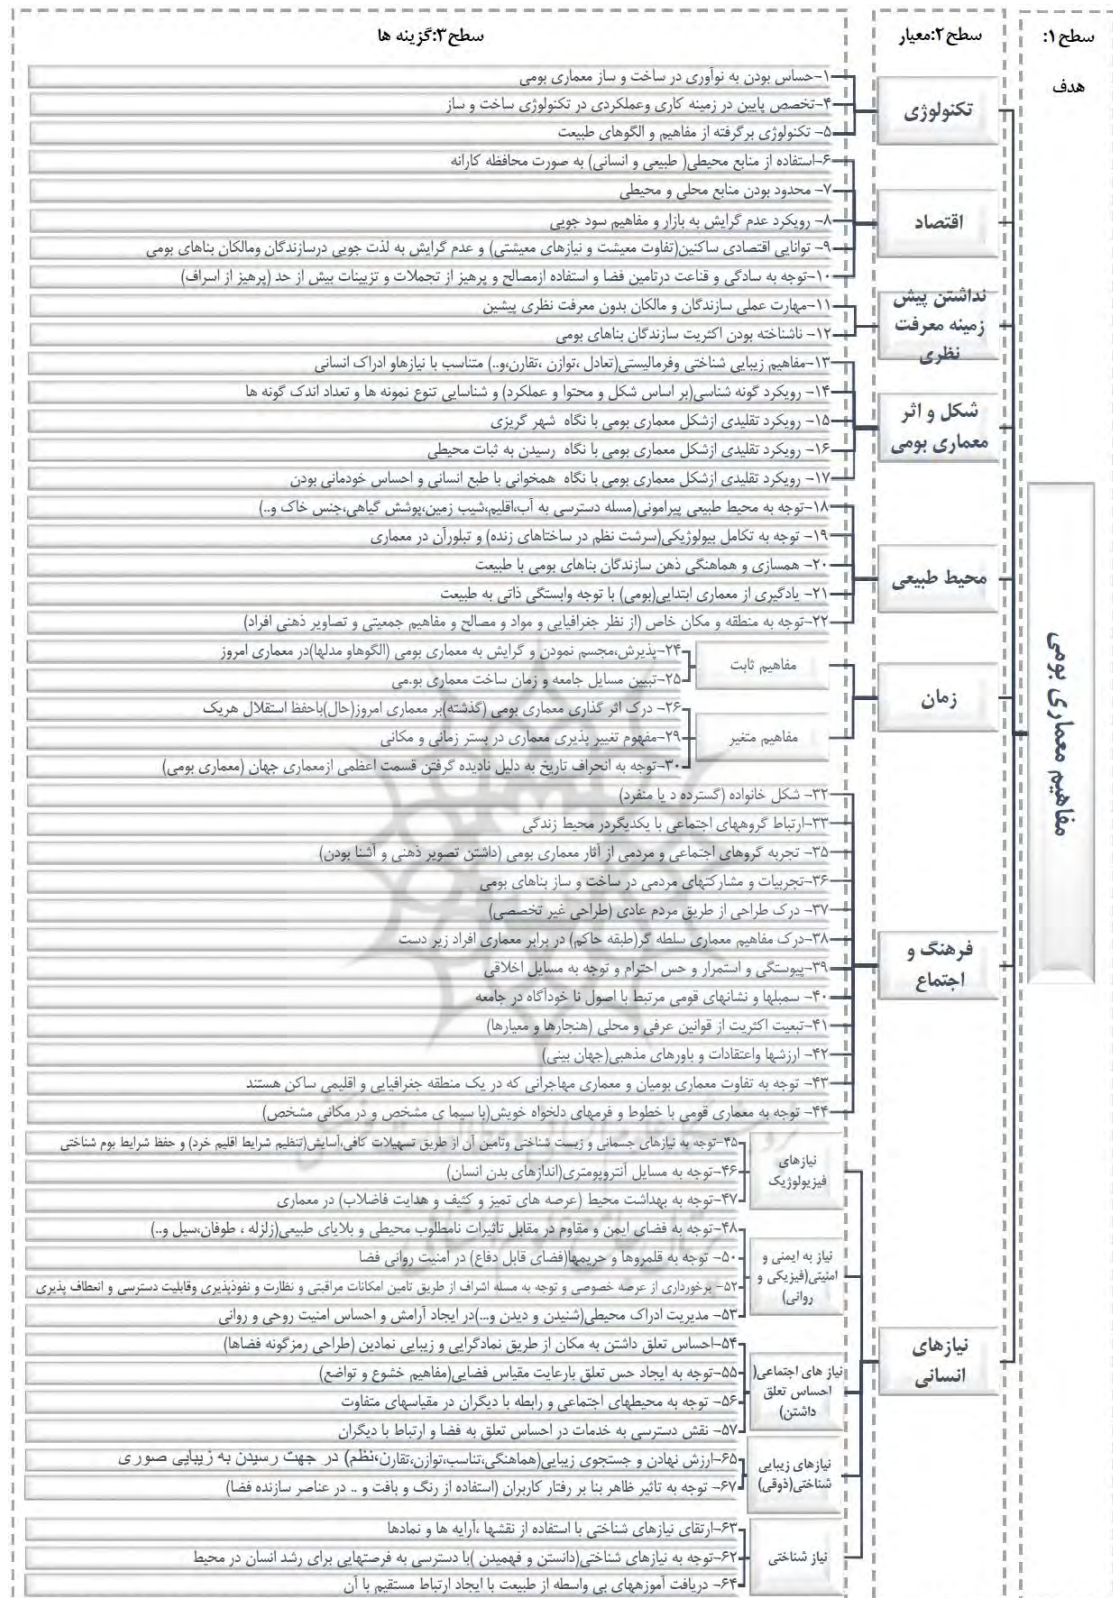 سطح۱:
هدف
سطح۲:معیار
سطح۳:گزینه ها
مفاهیم معماری بومی
تکنولوژی
۱-حساس بودن به نوآوری در ساخت و ساز معماری بومی
۴-تخصص پایین در زمینه کاری وعملکردی در تکنولوژی ساخت و ساز
۵- تکنولوژی برگرفته از مفاهیم و الگوهای طبیعت
اقتصاد
۶-استفاده از منابع محیطی( طبیعی و انسانی) به صورت محافظه کارانه
۷- محدود بودن منابع محلی و محیطی
۸- رویکرد عدم گرایش به بازار و مفاهیم سود جویی
۹- توانایی اقتصادی ساکنین(تفاوت معیشت و نیازهای معیشتی) و عدم گرایش به لذت جویی درسازندگان ومالکان بناهای بومی
۱۰-توجه به سادگی و قناعت درتامین فضا و استفاده ازمصالح و پرهیز از تجملات و تزیینات بیش از حد (پرهیز از اسراف)
نداشتن پیش
زمینه معرفت
نظری
۱۱-مهارت عملی سازندگان و مالکان بدون معرفت نظری پیشین
۱۲- ناشناخته بودن اکثریت سازندگان بناهای بومی
شکل و اثر
معماری بومی
۱۳-مفاهیم زیبایی شناختی وفرمالیستی(تعادل ،توازن ،تقارن،و..) متناسب با نیازهاو ادراک انسانی
۱۴- رویکرد گونه شناسی(بر اساس شکل و محتوا و عملکرد) و شناسایی تنوع نمونه ها و تعداد اندک گونه ها
۱۵- رویکرد تقلیدی ازشکل معماری بومی با نگاه شهر گریزی
۱۶- رویکرد تقلیدی ازشکل معماری بومی با نگاه رسیدن به ثبات محیطی
۱۷- رویکرد تقلیدی ازشکل معماری بومی با نگاه همخوانی با طبع انسانی و احساس خودمانی بودن
محیط طبیعی
۱۸-توجه به محیط طبیعی پیرامونی(مسله دسترسی به آب،اقلیم،شیب زمین،پوشش گیاهی،جنس خاک و..)
۱۹- توجه به تکامل بیولوژیکی(سرشت نظم در ساختاهای زنده) و تبلورآن در معماری
۲۰- همسازی و هماهنگی ذهن سازندگان بناهای بومی با طبیعت
۲۱- یادگیری از معماری ابتدایی(بومی) با توجه وابستگی ذاتی به طبیعت
۲۲-توجه به منطقه و مکان خاص (از نظر جغرافیایی و مواد و مصالح و مفاهیم جمعیتی و تصاویر ذهنی افراد)
زمان
مفاهیم ثابت
۲۴-پذیرش،مجسم نمودن و گرایش به معماری بومی (الگوهاو مدلها)در معماری امروز
۲۵-تبیین مسایل جامعه و زمان ساخت معماری بومی
مفاهیم متغیر
۲۶- درک اثر گذاری معماری بومی (گذشته)بر معماری امروز(حال)باحفظ استقلال هریک
۲۹-مفهوم تغییر پذیری معماری در بستر زمانی و مکانی
۳۰-توجه به انحراف تاریخ به دلیل نادیده گرفتن قسمت اعظمی ازمعماری جهان (معماری بومی)
فرهنگ و
اجتماع
۳۲- شکل خانواده (گسترده د یا منفرد)
۳۳-ارتباط گروههای اجتماعی با یکدیگردر محیط زندگی
۳۵- تجربه گروهای اجتماعی و مردمی از آثار معماری بومی (داشتن تصویر ذهنی و آشنا بودن)
۳۶-تجربیات و مشارکتهای مردمی در ساخت و ساز بناهای بومی
۳۷- درک طراحی از طریق مردم عادی (طراحی غیر تخصصی)
۳۸-درک مفاهیم معماری سلطه گر(طبقه حاکم) در برابر معماری افراد زیر دست
۳۹-پیوستگی و استمرار و حس احترام و توجه به مسایل اخلاقی
۴۰- سمبلها و نشانهای قومی مرتبط با اصول نا خودآگاه در جامعه
۴۱-تبعیت اکثریت از قوانین عرفی و محلی (هنجارها و معیارها)
۴۲- ارزشها واعتقادات و باورهای مذهبی(جهان بینی)
۴۳- توجه به تفاوت معماری بومیان و معماری مهاجرانی که در یک منطقه جغرافیایی و اقلیمی ساکن هستند
۴۴- توجه به معماری قومی با خطوط و فرمهای دلخواه خویش(با سیما ی مشخص و در مکانی مشخص)
نیازهای
انسانی
نیازهای
فیزیولوژیک
۴۵-توجه به نیازهای جسمانی و زیست شناختی وتامین آن از طریق تسهیلات کافی،آسایش(تنظیم شرایط اقلیم خرد) و حفظ شرایط بوم شناختی
۴۶-توجه به مسایل آنتروپومتری(اندازهای بدن انسان)
۴۷-توجه به بهداشت محیط (عرصه های تمیز و کثیف و هدایت فاضلاب) در معماری
نیاز به ایمنی و
امنیتی(فیزیکی و
روانی)
۴۸-توجه به فضای ایمن و مقاوم در مقابل تاثیرات نامطلوب محیطی و بلایای طبیعی(زلزله ، طوفان،سیل و..)
۵۰- توجه به قلمروها و حریمها(فضای قابل دفاع) در امنیت روانی فضا
۵۲- برخورداری از عرصه خصوصی و توجه به مسله اشراف از طریق تامین امکانات مراقبتی و نظارت و نفوذپذیری وقابلیت دسترسی و انعطاف پذیری
۵۳- مدیریت ادراک محیطی(شنیدن و دیدن و...)در ایجاد آرامش و احساس امنیت روحی و روانی
نیاز های اجتماعی(
احساس تعلق
داشتن)
۵۴-احساس تعلق داشتن به مکان از طریق نمادگرایی و زیبایی نمادین (طراحی رمزگونه فضاها)
۵۵-توجه به ایجاد حس تعلق بارعایت مقیاس فضایی(مفاهیم خشوع و تواضع)
۵۶- توجه به محیطهای اجتماعی و رابطه با دیگران در مقیاسهای متفاوت
۵۷- نقش دسترسی به خدمات در احساس تعلق به فضا و ارتباط با دیگران
نیازهای زیبایی
شناختی(ذوقی)
۶۵-ارزش نهادن و جستجوی زیبایی(هماهنگی،تناسب،توازن،تقارن،نظم) در جهت رسیدن به زیبایی صوری
۶۷- توجه به تاثیر ظاهر بنا بر رفتار کاربران (استفاده از رنگ و بافت و .. در عناصر سازنده فضا)
نیاز شناختی
۶۳-ارتقای نیازهای شناختی با استفاده از نقشها ،آرایه ها و نمادها
۶۲-توجه به نیازهای شناختی(دانستن و فهمیدن )با دسترسی به فرصتهایی برای رشد انسان در محیط
۶۴- دریافت آموزههای بی واسطه از طبیعت با ایجاد ارتباط مستقیم با آن